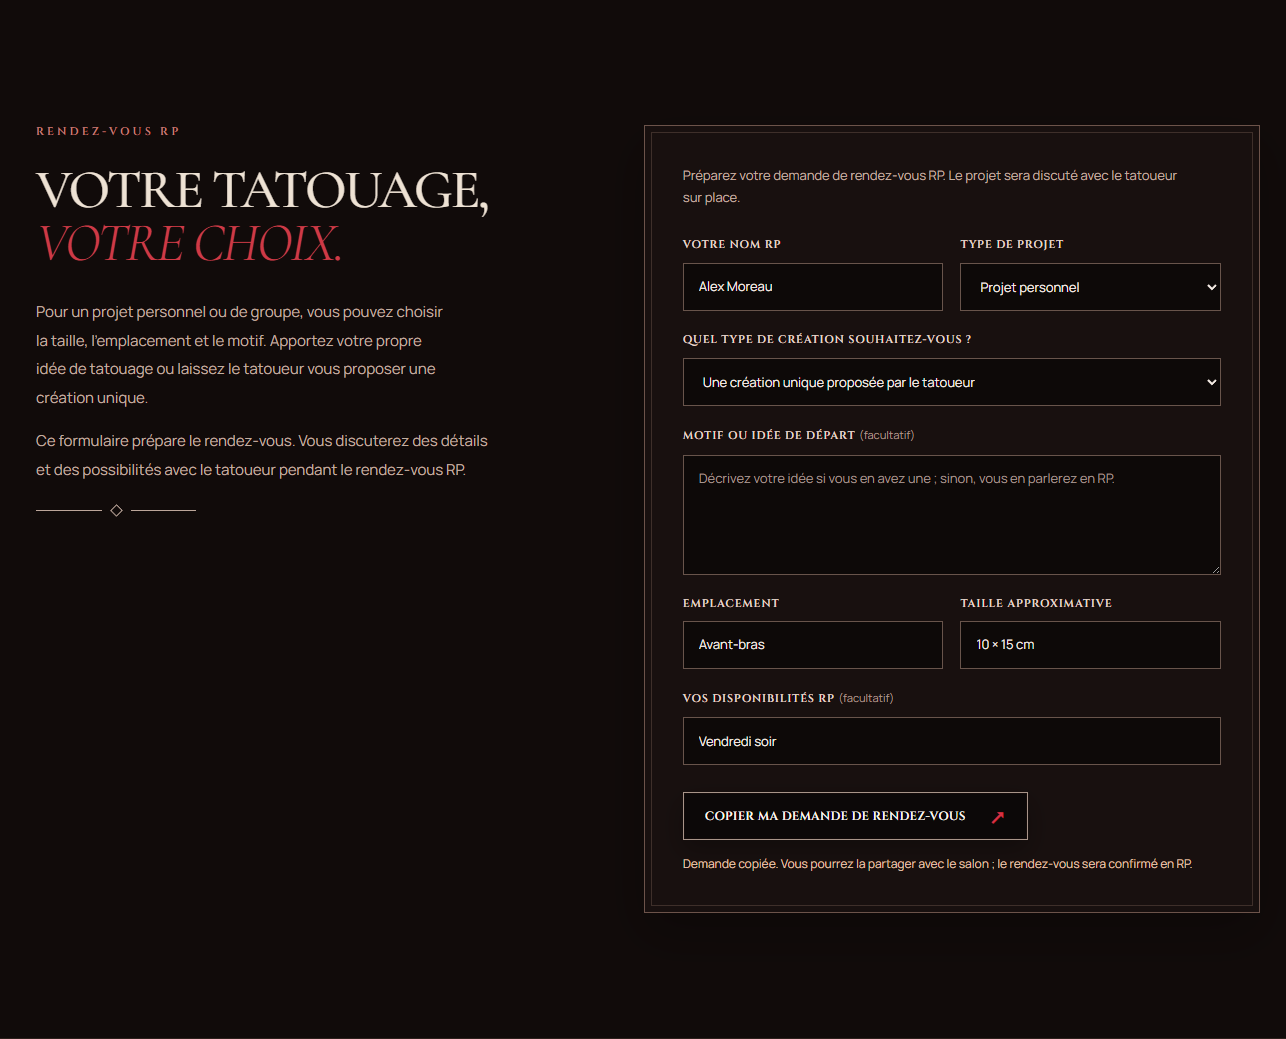 RENDEZ-VOUS RP
VOTRE TATOUAGE,
VOTRE CHOIX.
Pour un projet personnel ou de groupe, vous pouvez choisir
la taille, l'emplacement et le motif. Apportez votre propre
idée de tatouage ou laissez le tatoueur vous proposer une
création unique.
Ce formulaire prépare le rendez-vous. Vous discuterez des détails
et des possibilités avec le tatoueur pendant le rendez-vous RP.
Préparez votre demande de rendez-vous RP. Le projet sera discuté avec le tatoueur
sur place.
VOTRE NOM RP
Alex Moreau
TYPE DE PROJET
Projet personnel
QUEL TYPE DE CRÉATION SOUHAITEZ-VOUS ?
Une création unique proposée par le tatoueur
MOTIF OU IDÉE DE DÉPART (facultatif)
Décrivez votre idée si vous en avez une ; sinon, vous en parlerez en RP.
EMPLACEMENT
Avant-bras
TAILLE APPROXIMATIVE
10 × 15 cm
VOS DISPONIBILITÉS RP (facultatif)
Vendredi soir
COPIER MA DEMANDE DE RENDEZ-VOUS ↗
Demande copiée. Vous pourrez la partager avec le salon ; le rendez-vous sera confirmé en RP.